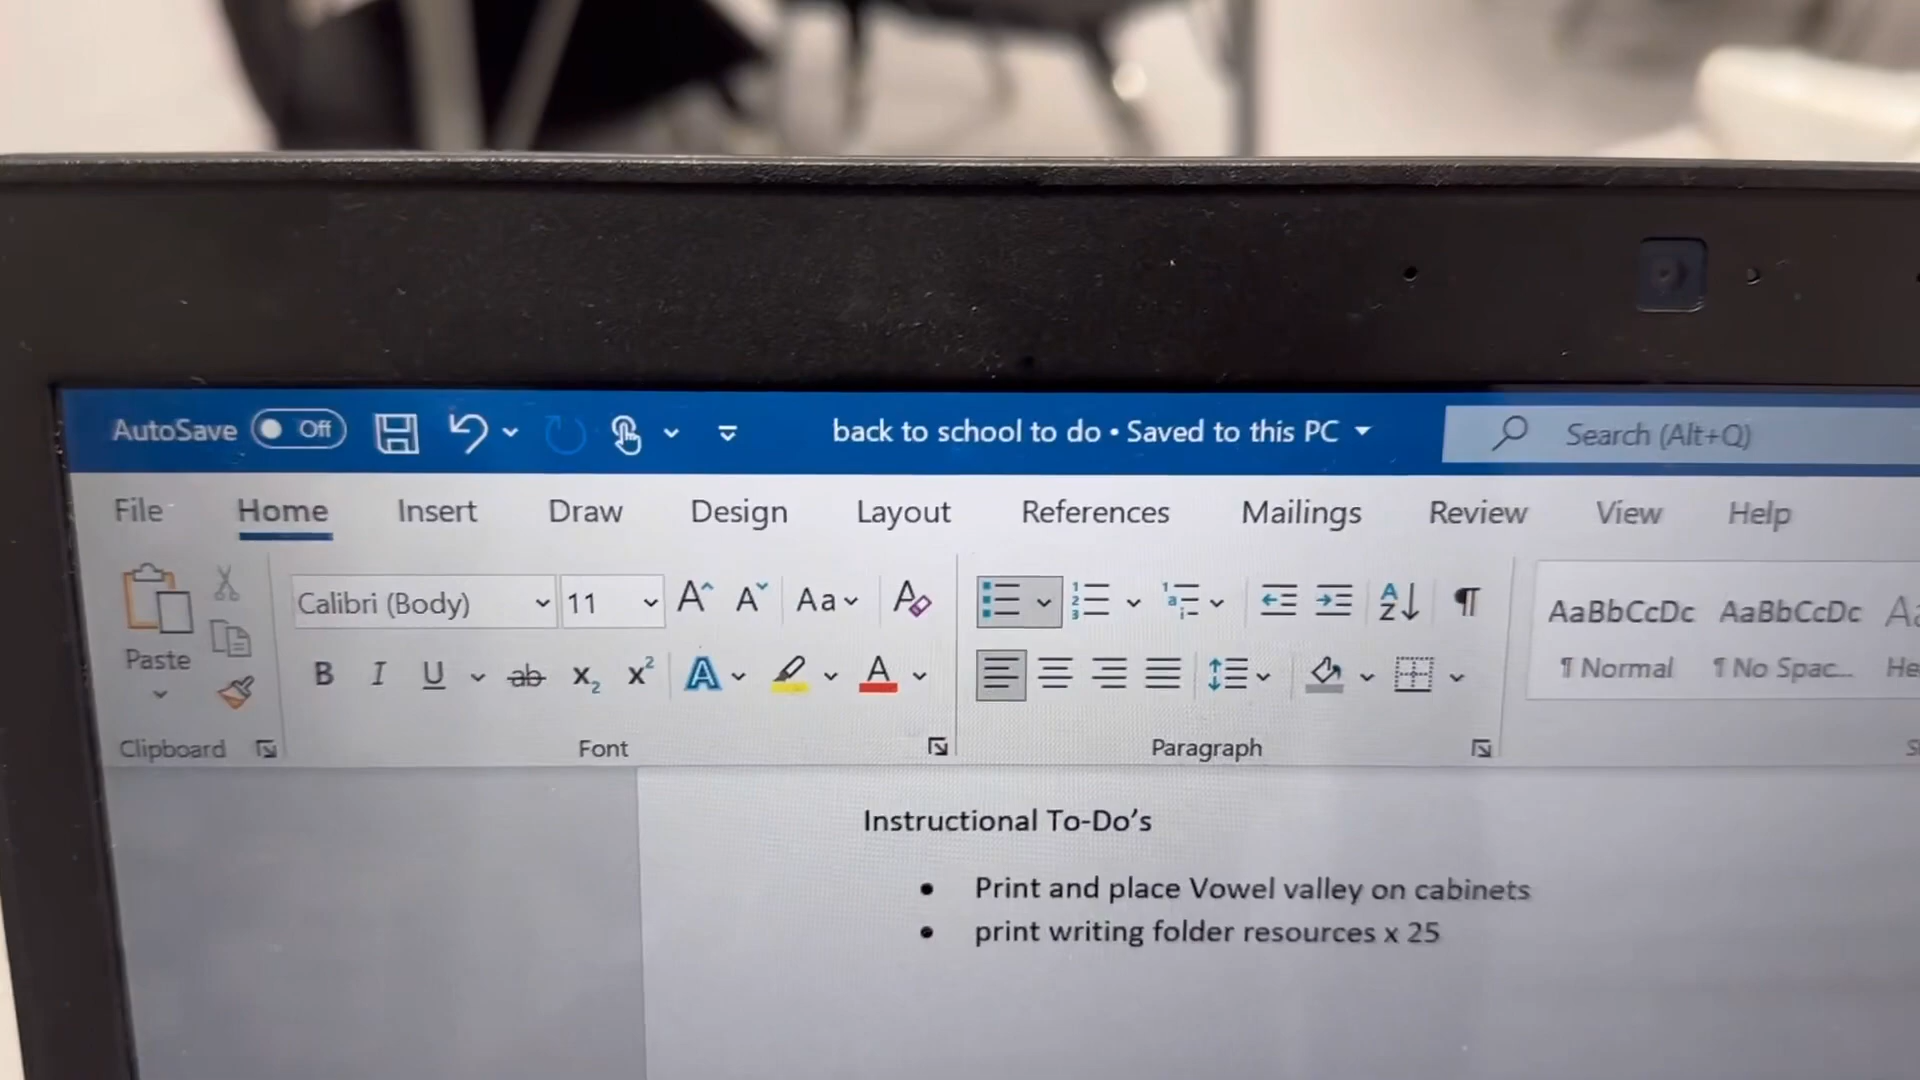 AutoSave Off back to school to do • Saved to this PC Search (Alt+Q)
File Home Insert Draw Design Layout References Mailings Review View Help
Paste
Calibri (Body) 11 Aa
B I U ab x₂ x² A A
AaBbCcDc AaBbCcDc
¶ Normal ¶ No Spac...
Clipboard Font Paragraph
Instructional To-Do’s
• Print and place Vowel valley on cabinets
• print writing folder resources x 25